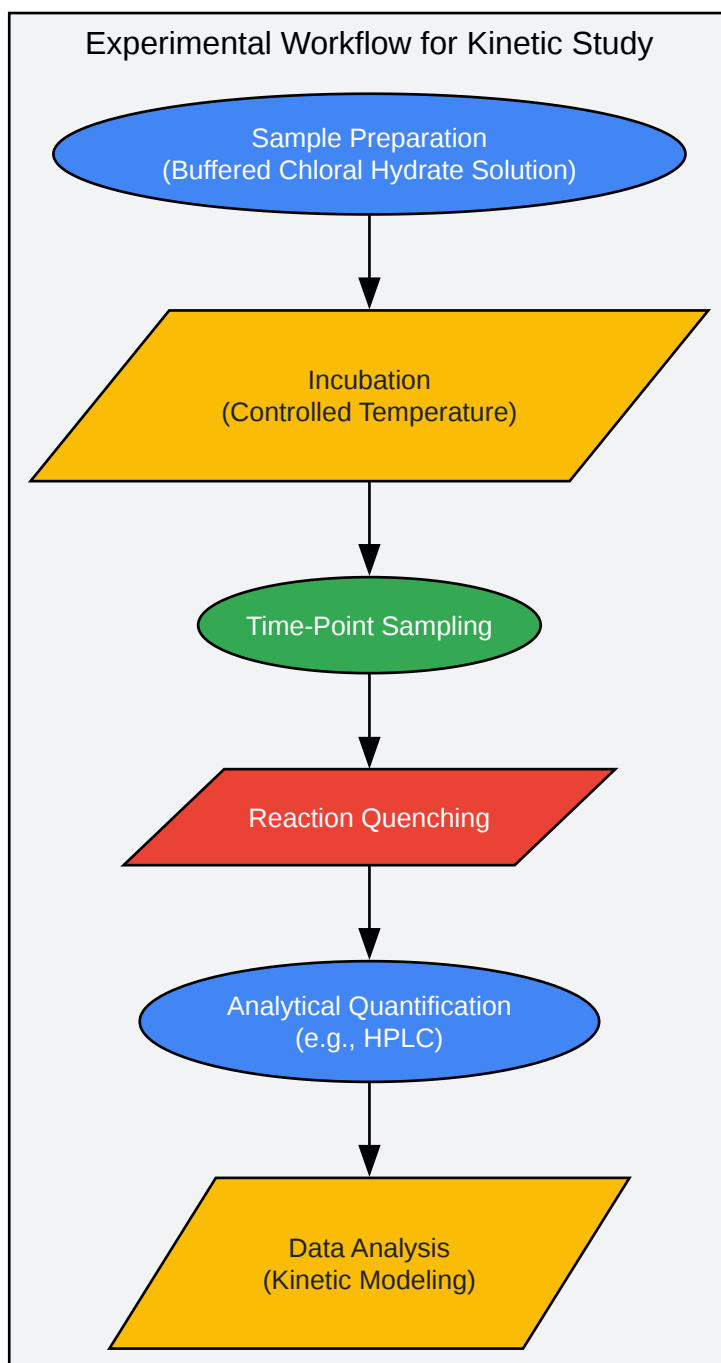 Experimental Workflow for Kinetic Study
Sample Preparation
(Buffered Chloral Hydrate Solution)
Incubation
(Controlled Temperature)
Time-Point Sampling
Reaction Quenching
Analytical Quantification
(e.g., HPLC)
Data Analysis
(Kinetic Modeling)